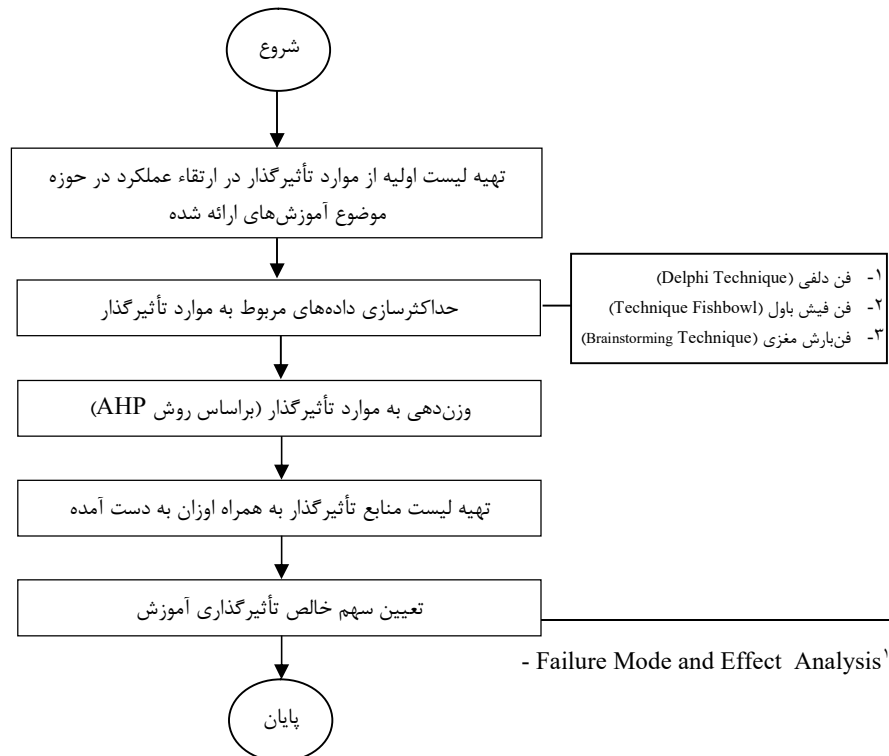 شروع
تهیه لیست اولیه از موارد تأثیرگذار در ارتقاء عملکرد در حوزه
موضوع آموزش‌های ارائه شده
حداکثرسازی داده‌های مربوط به موارد تأثیرگذار
۱- فن دلفی (Delphi Technique)
۲- فن فیش باول (Technique Fishbowl)
۳- فن‌بارش مغزی (Brainstorming Technique)
وزن‌دهی به موارد تأثیرگذار (براساس روش AHP)
تهیه لیست منابع تأثیرگذار به همراه اوزان به دست آمده
تعیین سهم خالص تأثیرگذاری آموزش
- Failure Mode and Effect Analysis۱
پایان